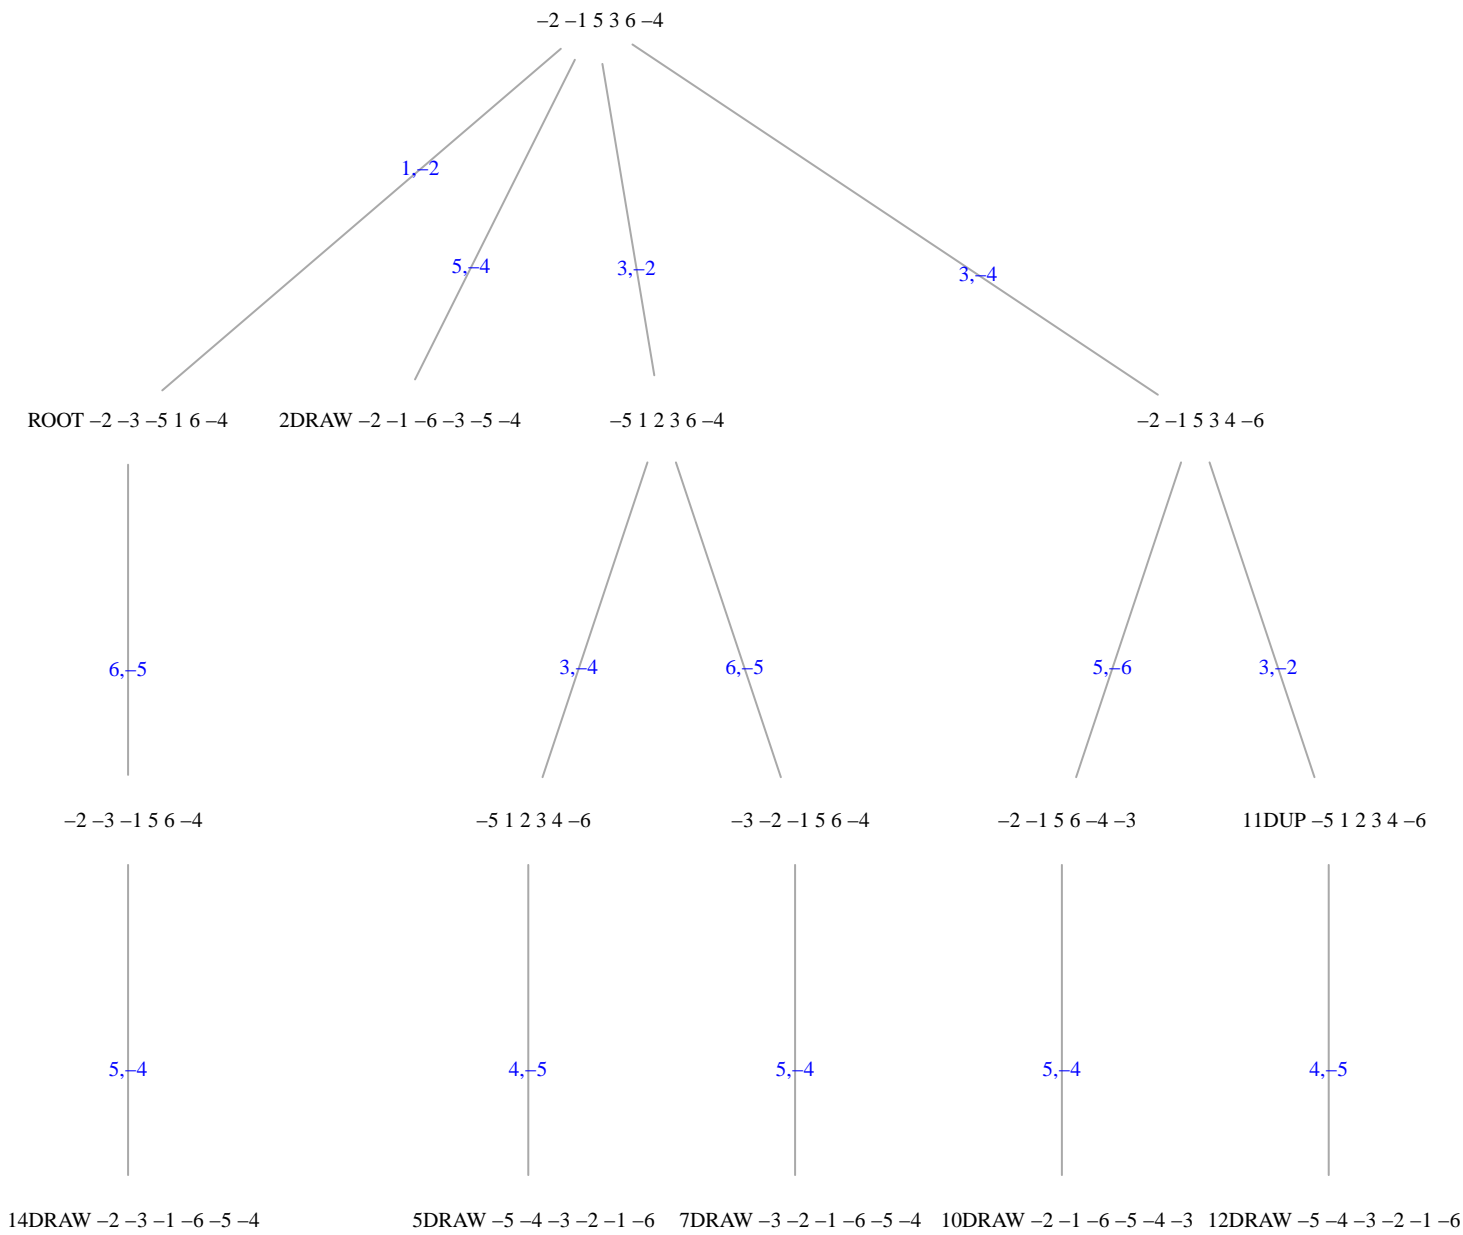 –2 –1 5 3 6 –4
1,–2
5,–4
3,–2
3,–4
ROOT –2 –3 –5 1 6 –4
2DRAW –2 –1 –6 –3 –5 –4
–5 1 2 3 6 –4
–2 –1 5 3 4 –6
6,–5
3,–4
6,–5
5,–6
3,–2
–2 –3 –1 5 6 –4
–5 1 2 3 4 –6
–3 –2 –1 5 6 –4
–2 –1 5 6 –4 –3
11DUP –5 1 2 3 4 –6
5,–4
4,–5
5,–4
5,–4
4,–5
14DRAW –2 –3 –1 –6 –5 –4
5DRAW –5 –4 –3 –2 –1 –6
7DRAW –3 –2 –1 –6 –5 –4
10DRAW –2 –1 –6 –5 –4 –3
12DRAW –5 –4 –3 –2 –1 –6